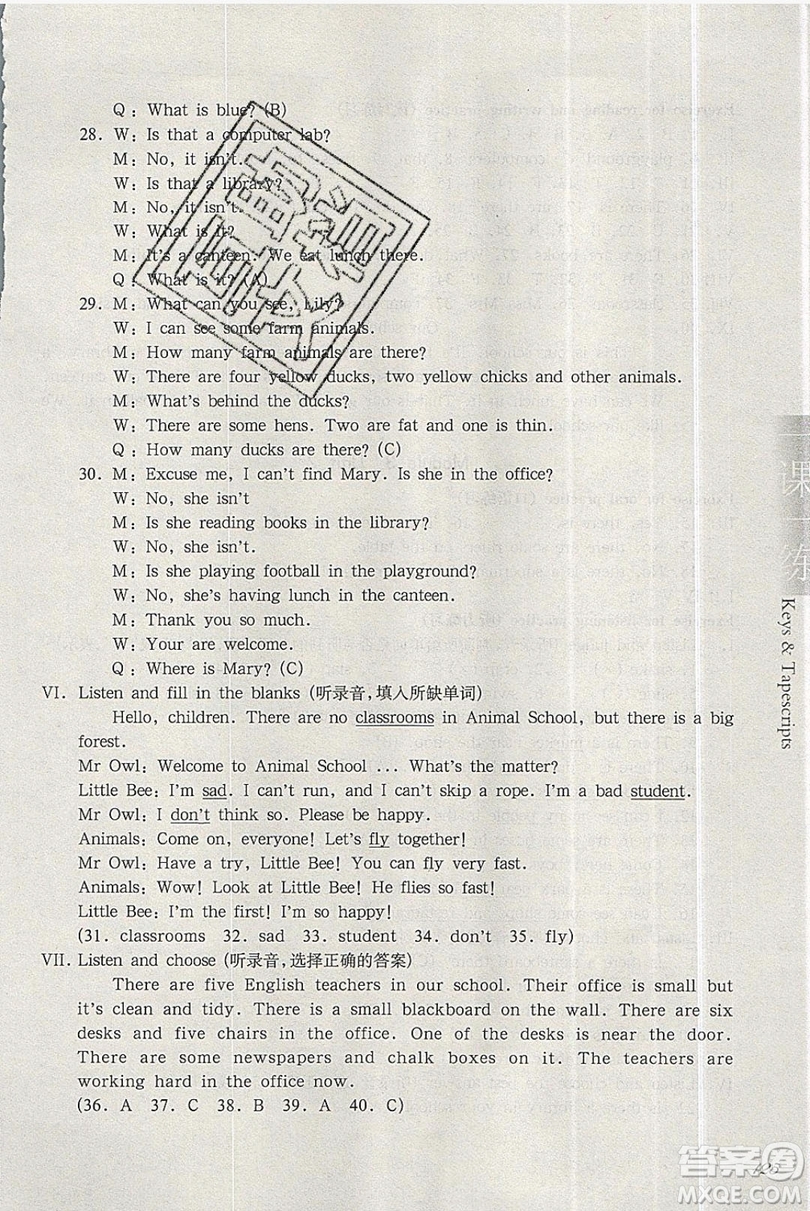 Q: What is blue? (B)
28. W: Is that a computer lab?
M: No, it isn't.
W: Is that a library?
M: No, it isn't.
W: What is it?
M: It's a canteen. We eat lunch there.
Q: What is it? (A)
29. M: What can you see, Lily?
W: I can see some farm animals.
M: How many farm animals are there?
W: There are four yellow ducks, two yellow chicks and other animals.
M: What's behind the ducks?
W: There are some hens. Two are fat and one is thin.
Q: How many ducks are there? (C)
30. M: Excuse me, I can't find Mary. Is she in the office?
W: No, she isn't
M: Is she reading books in the library?
W: No, she isn't.
M: Is she playing football in the playground?
W: No, she's having lunch in the canteen.
M: Thank you so much.
W: Your are welcome.
Q: Where is Mary? (C)
VI. Listen and fill in the blanks (听录音,填入所缺单词)
Hello, children. There are no classrooms in Animal School, but there is a big
forest.
Mr Owl: Welcome to Animal School ... What's the matter?
Little Bee: I'm sad. I can't run, and I can't skip a rope. I'm a bad student.
Mr Owl: I don't think so. Please be happy.
Animals: Come on, everyone! Let's fly together!
Mr Owl: Have a try, Little Bee! You can fly very fast.
Animals: Wow! Look at Little Bee! He flies so fast!
Little Bee: I'm the first! I'm so happy!
(31. classrooms 32. sad 33. student 34. don't 35. fly)
VII. Listen and choose (听录音,选择正确的答案)
There are five English teachers in our school. Their office is small but
it's clean and tidy. There is a small blackboard on the wall. There are six
desks and five chairs in the office. One of the desks is near the door.
There are some newspapers and chalk boxes on it. The teachers are
working hard in the office now.
(36. A 37. C 38. B 39. A 40. C)
一课一练
Keys & Tapescripts
答案圈
MXQE.COM